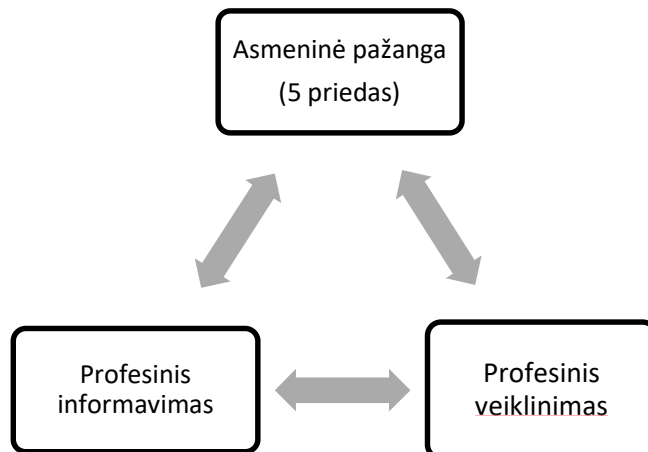 Asmeninė pažanga
(5 priedas)
Profesinis
informavimas
Profesinis
veiklinimas